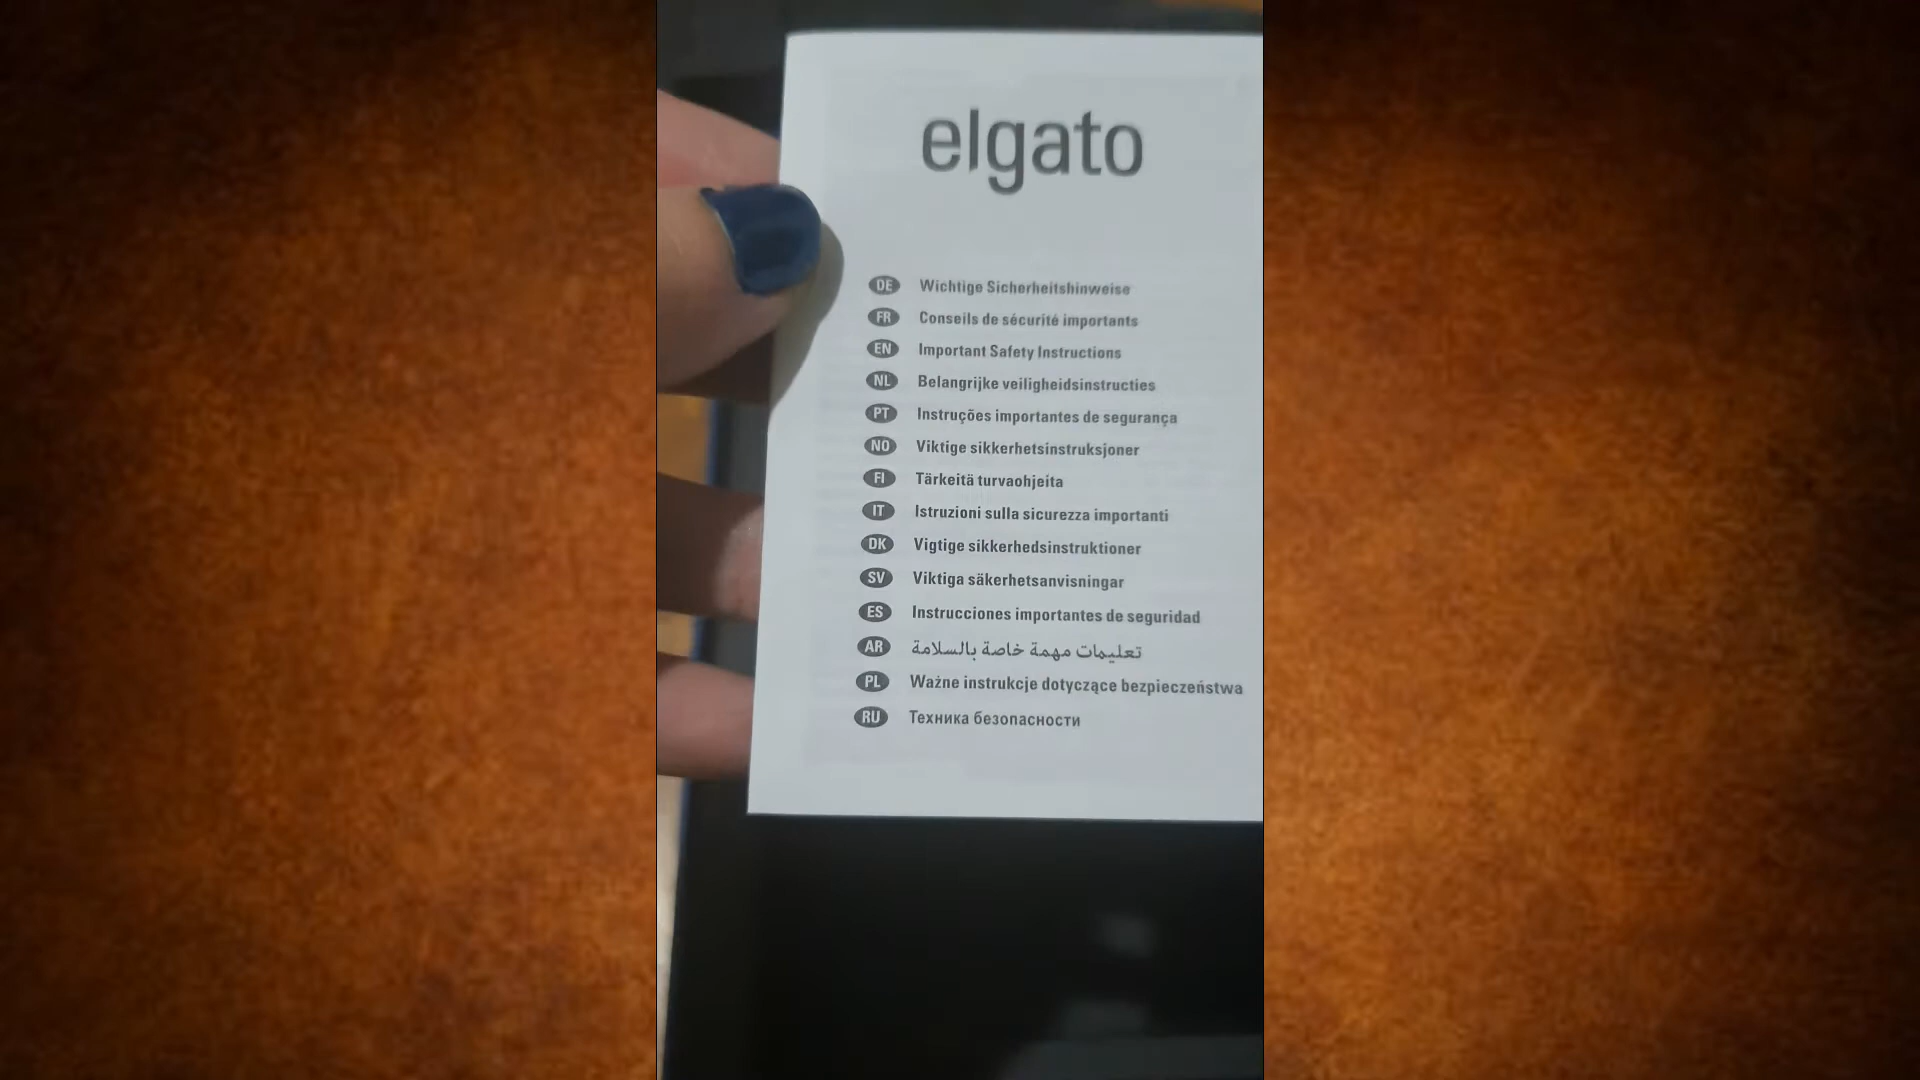 elgato
DE Wichtige Sicherheitshinweise
FR Conseils de sécurité importants
EN Important Safety Instructions
NL Belangrijke veiligheidsinstructies
PT Instruções importantes de segurança
NO Viktige sikkerhetsinstruksjoner
FI Tärkeitä turvaohjeita
IT Istruzioni sulla sicurezza importanti
DK Vigtige sikkerhedsinstruktioner
SV Viktiga säkerhetsanvisningar
ES Instrucciones importantes de seguridad
AR تعليمات مهمة خاصة بالسلامة
PL Ważne instrukcje dotyczące bezpieczeństwa
RU Техника безопасности